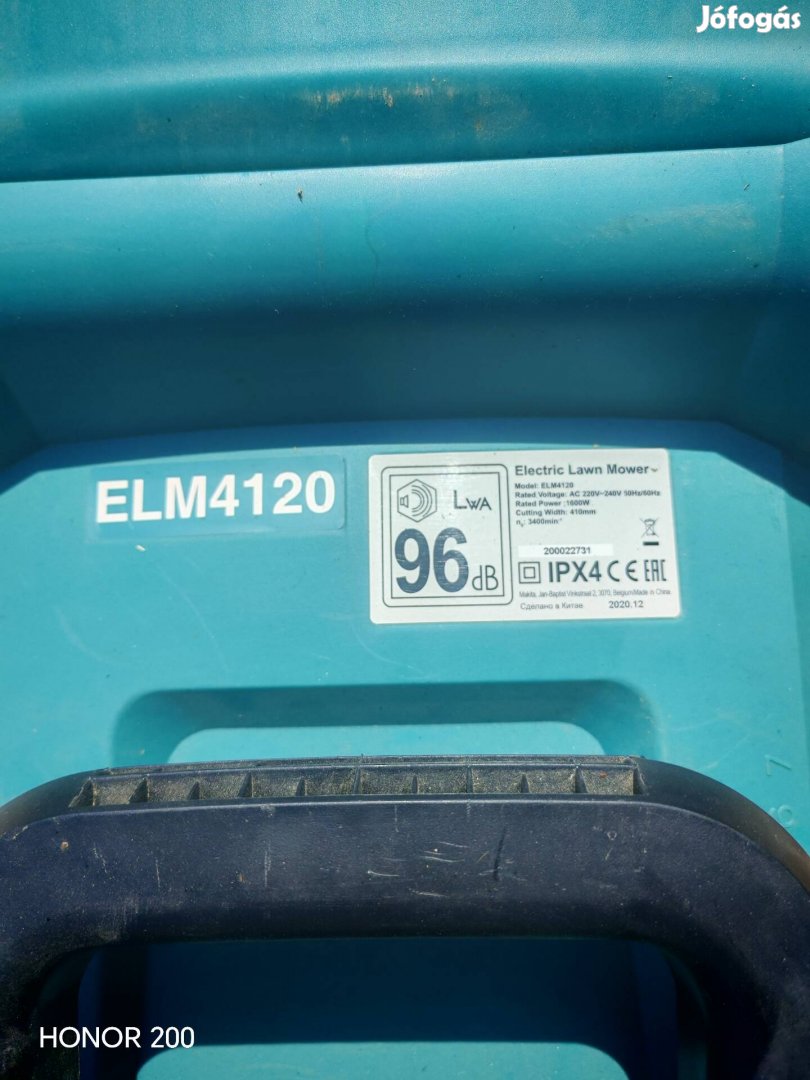 Jófogás
ELM4120
LWA
96dB
Electric Lawn Mower
Model: ELM4120
Rated Voltage: AC 220V~240V 50Hz/60Hz
Rated Power :1600W
Cutting Width: 410mm
n₀: 3400min⁻¹
200022731
IPX4 CE EAC
Makita, Jan-Baptist Vinkstraat 2, 3070, Belgium/Made in China
Сделано в Китае. 2020.12
HONOR 200